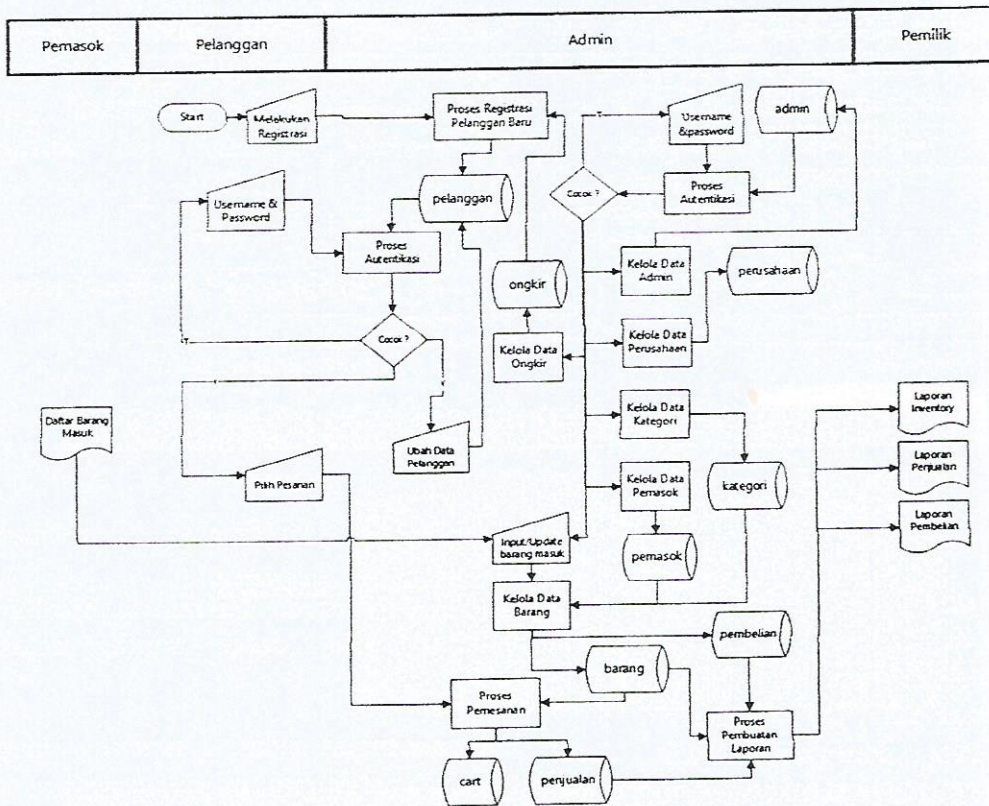 Pemasok
Pelanggan
Admin
Pemilik
Start
Melakukan
Registrasi
Proses Registrasi
Pelanggan Baru
Username
&password
admin
Username &
Password
pelanggan
Cocok ?
Proses
Autentikasi
Proses
Autentikasi
ongkir
Kelola Data
Admin
perusahaan
Cocok ?
Kelola Data
Ongkir
Kelola Data
Perusahaan
Daftar Barang
Masuk
Ubah Data
Pelanggan
Kelola Data
Kategori
Laporan
Inventory
Pilih Pesanan
Kelola Data
Pemasok
kategori
Laporan
Penjualan
Laporan
Pembelian
Input/Update
barang masuk
pemasok
Kelola Data
Barang
pembelian
barang
Proses
Pemesanan
Proses
Pembuatan
Laporan
cart
penjualan